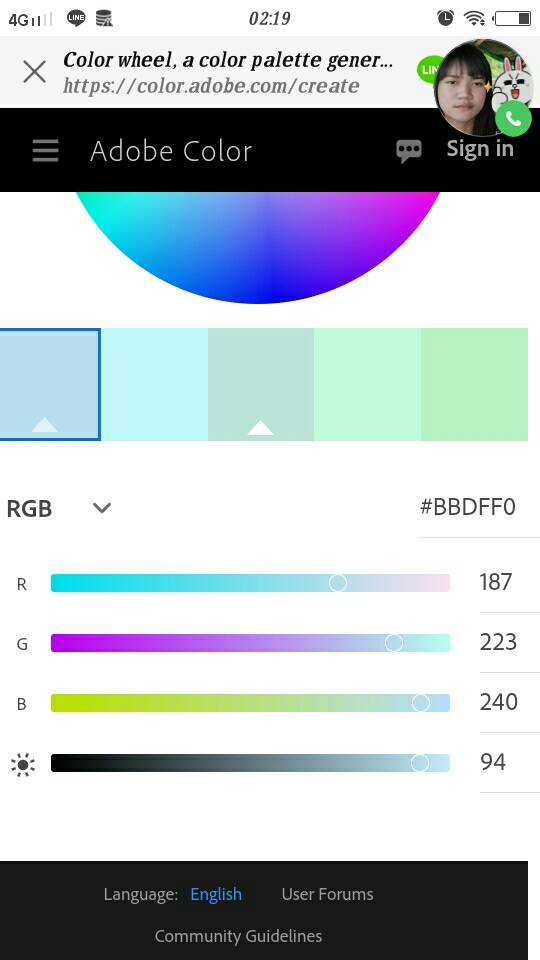 4G
LINE
02:19
Color wheel, a color palette gener...
https://color.adobe.com/create
Adobe Color
Sign in
RGB
#BBDFF0
R
187
G
223
B
240
94
Language: English User Forums
Community Guidelines